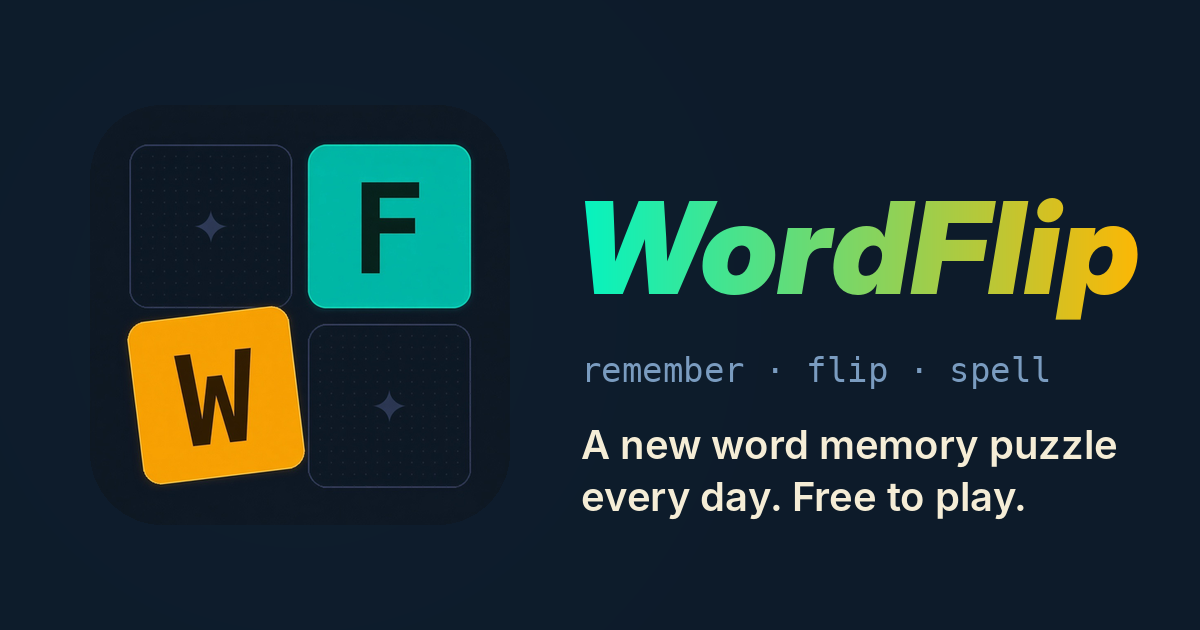 F
W
WordFlip
remember · flip · spell
A new word memory puzzle
every day. Free to play.